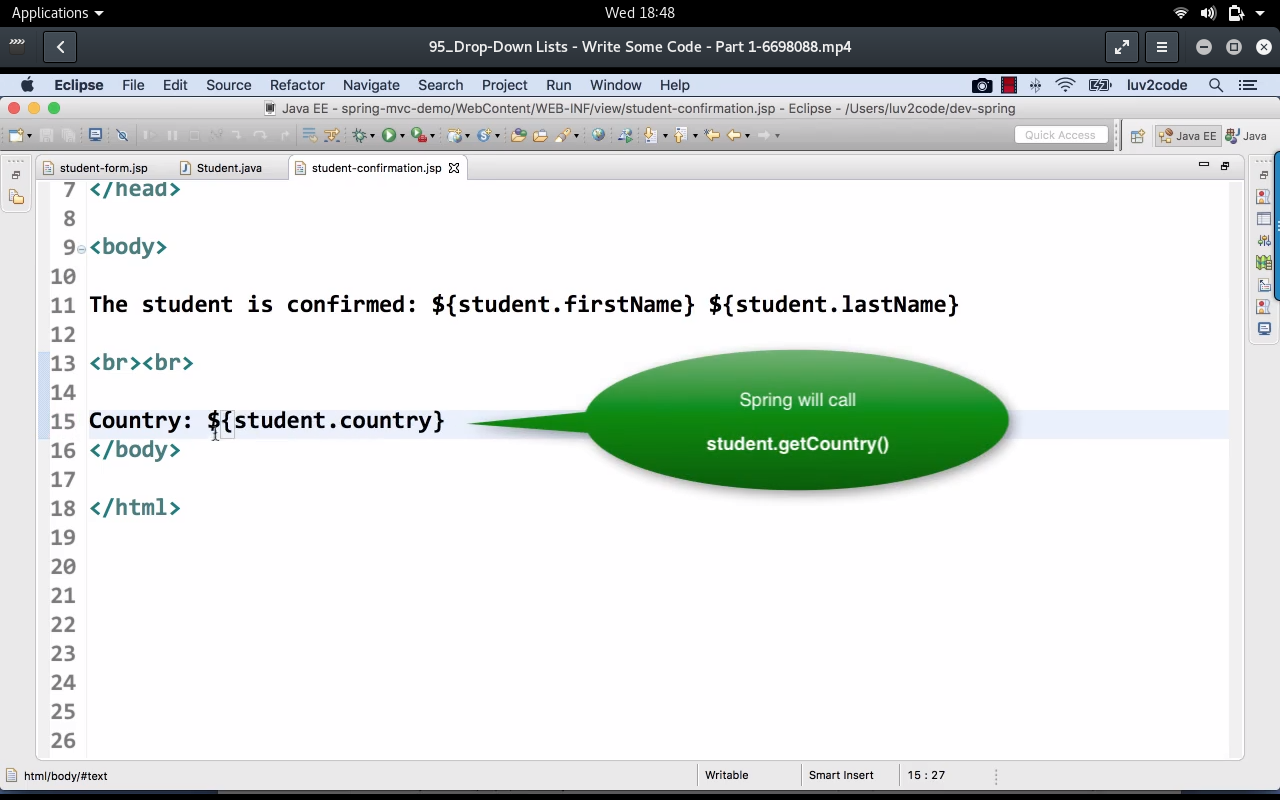 Applications
Wed 18:48
95_Drop-Down Lists - Write Some Code - Part 1-6698088.mp4
Eclipse File Edit Source Refactor Navigate Search Project Run Window Help
luv2code
Java EE - spring-mvc-demo/WebContent/WEB-INF/view/student-confirmation.jsp - Eclipse - /Users/luv2code/dev-spring
Quick Access
Java EE
Java
student-form.jsp
Student.java
student-confirmation.jsp
7 </head>
8
9 <body>
10
11 The student is confirmed: ${student.firstName} ${student.lastName}
12
13 <br><br>
14
15 Country: ${student.country}
16 </body>
17
18 </html>
19
20
21
22
23
24
25
26
Spring will call
student.getCountry()
html/body/#text
Writable
Smart Insert
15 : 27